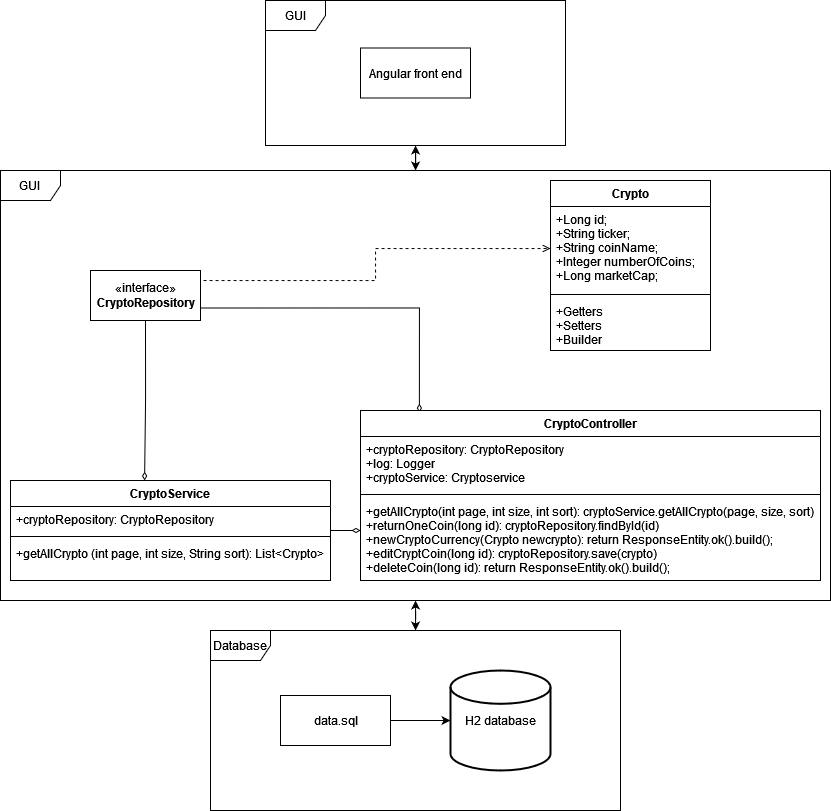 GUI
Angular front end
GUI
Crypto
+Long id;
+String ticker;
+String coinName;
+Integer numberOfCoins;
+Long marketCap;
+Getters
+Setters
+Builder
«interface»
CryptoRepository
CryptoController
+cryptoRepository: CryptoRepository
+log: Logger
+cryptoService: Cryptoservice
+getAllCrypto(int page, int size, int sort): cryptoService.getAllCrypto(page, size, sort)
+returnOneCoin(long id): cryptoRepository.findById(id)
+newCryptoCurrency(Crypto newcrypto): return ResponseEntity.ok().build();
+editCryptCoin(long id): cryptoRepository.save(crypto)
+deleteCoin(long id): return ResponseEntity.ok().build();
CryptoService
+cryptoRepository: CryptoRepository
+getAllCrypto (int page, int size, String sort): List<Crypto>
Database
data.sql
H2 database